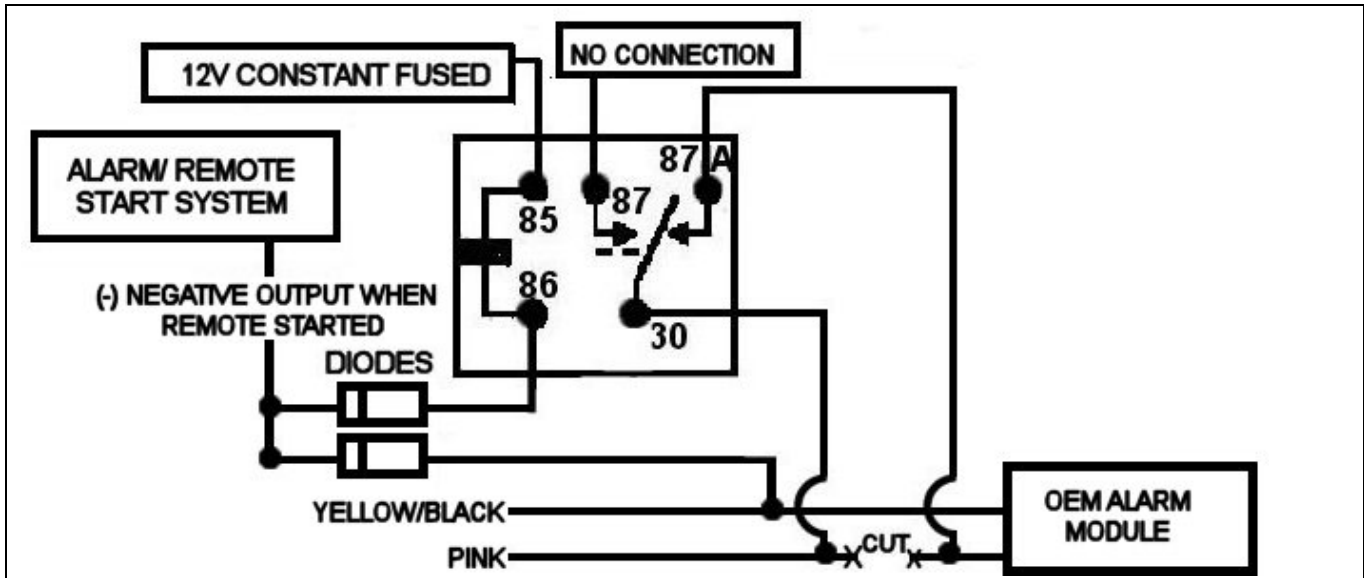 12V CONSTANT FUSED
NO CONNECTION
ALARM/ REMOTE
START SYSTEM
87 A
87
85
86
30
(-) NEGATIVE OUTPUT WHEN
REMOTE STARTED
DIODES
YELLOW/BLACK
PINK
CUT
OEM ALARM
MODULE